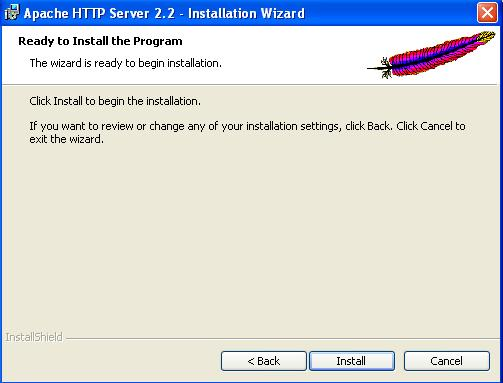 Apache HTTP Server 2.2 - Installation Wizard
Ready to Install the Program
The wizard is ready to begin installation.
Click Install to begin the installation.
If you want to review or change any of your installation settings, click Back. Click Cancel to
exit the wizard.
InstallShield
< Back
Install
Cancel